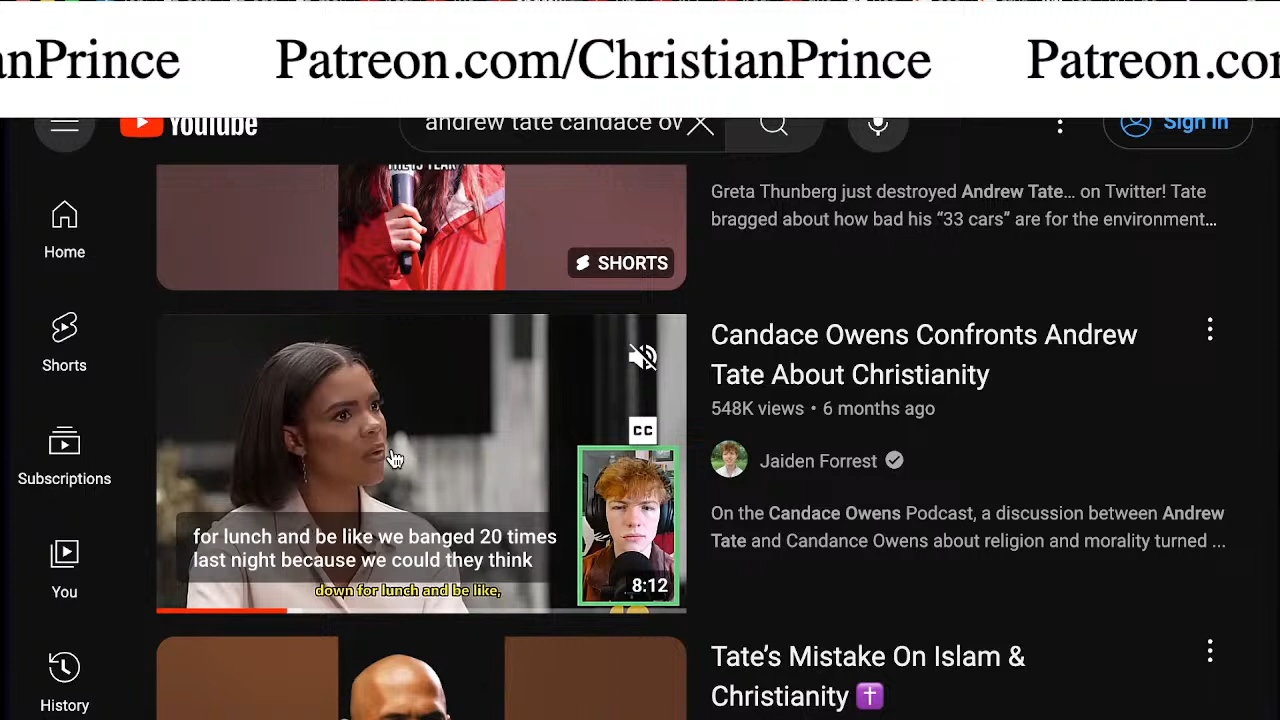 anPrince Patreon.com/ChristianPrince Patreon.co
YouTube
andrew tate candace ov
Sign in
Greta Thunberg just destroyed Andrew Tate... on Twitter! Tate
bragged about how bad his “33 cars” are for the environment...
SHORTS
Home
Shorts
Subscriptions
You
History
Candace Owens Confronts Andrew
Tate About Christianity
548K views • 6 months ago
CC
Jaiden Forrest
On the Candace Owens Podcast, a discussion between Andrew
Tate and Candance Owens about religion and morality turned ...
for lunch and be like we banged 20 times
last night because we could they think
down for lunch and be like,
8:12
Tate’s Mistake On Islam &
Christianity ✝️